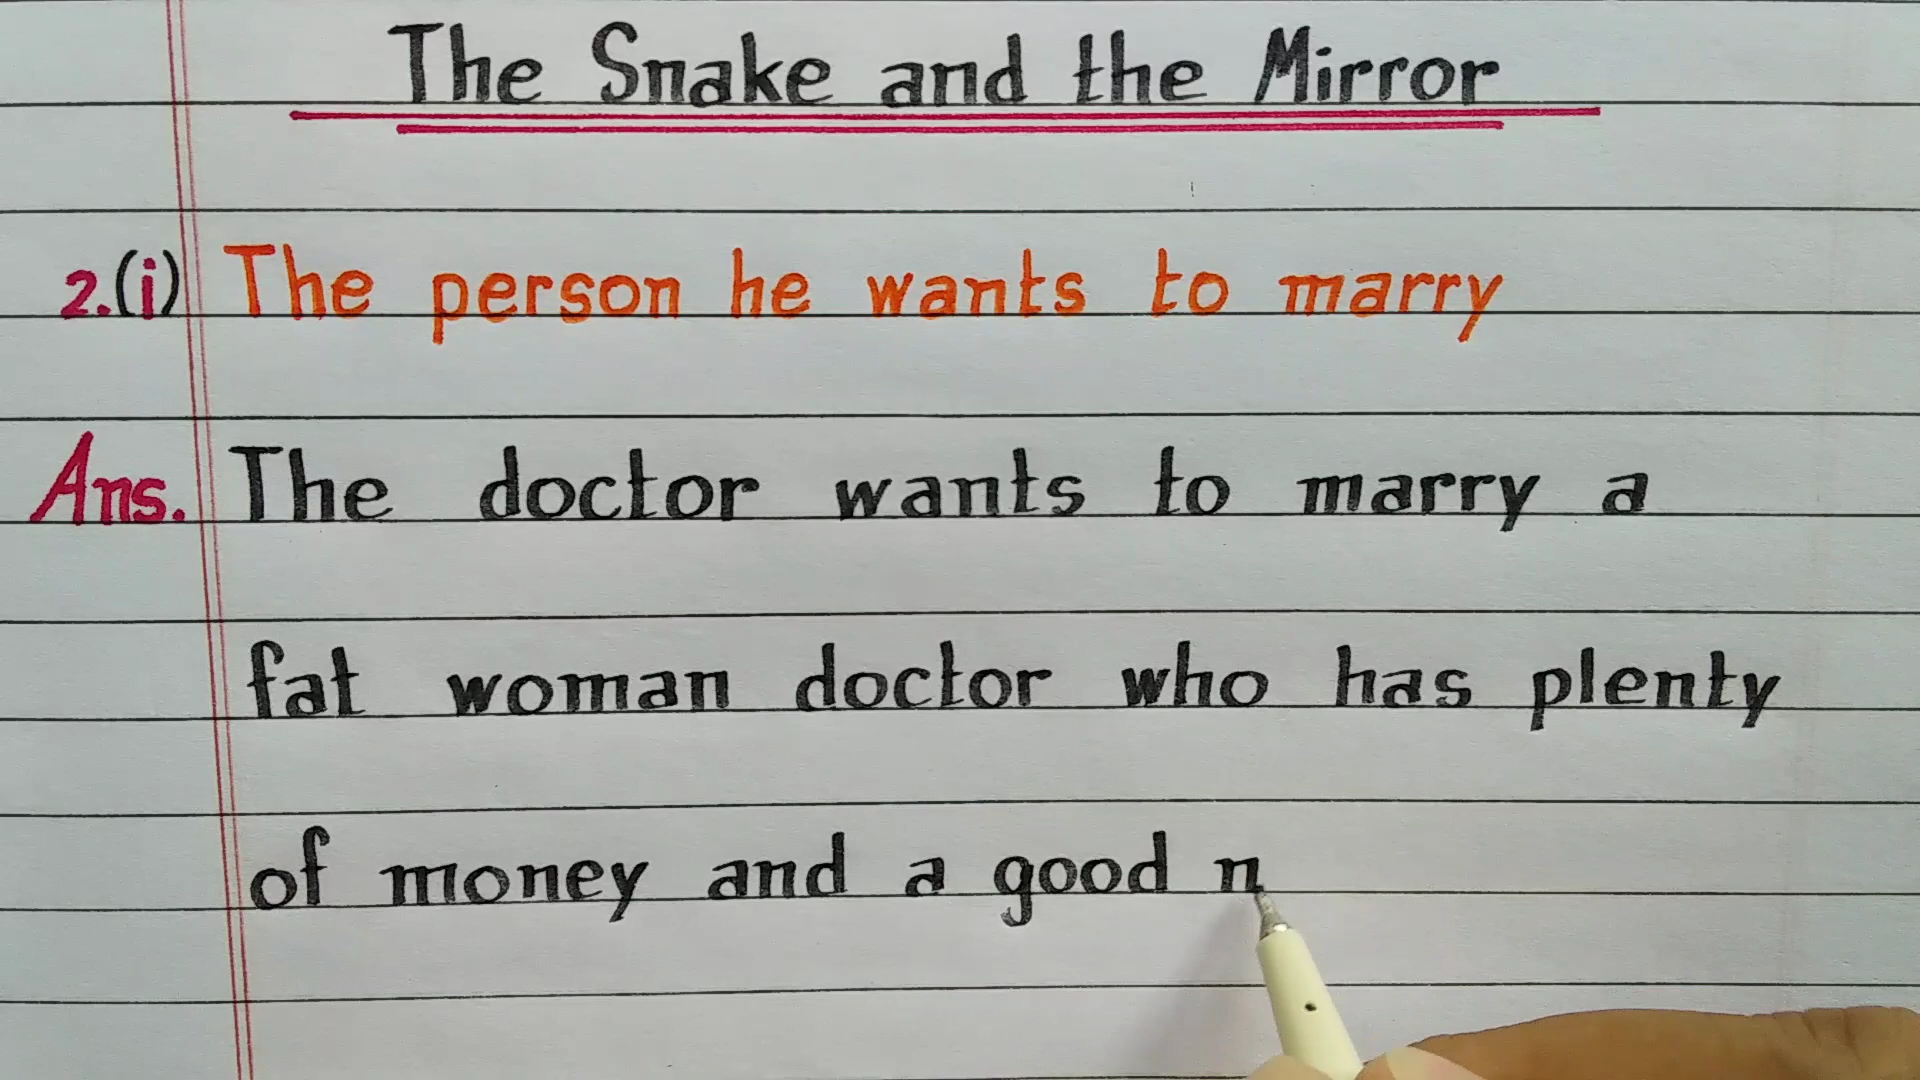 The Snake and the Mirror
2.(i) The person he wants to marry
Ans. The doctor wants to marry a
fat woman doctor who has plenty
of money and a good n